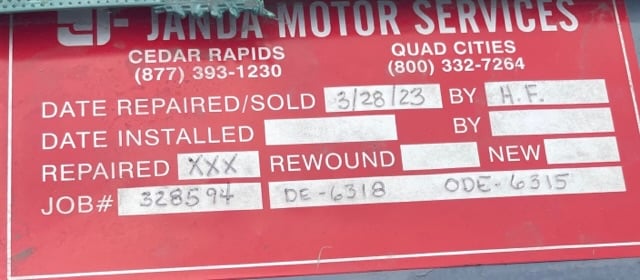 JANDA MOTOR SERVICES
CEDAR RAPIDS QUAD CITIES
(877) 393-1230 (800) 332-7264
DATE REPAIRED/SOLD 3/28/23 BY H.F.
DATE INSTALLED BY
REPAIRED XXX REWOUND NEW
JOB# 328594 DE-6318 ODE-6315